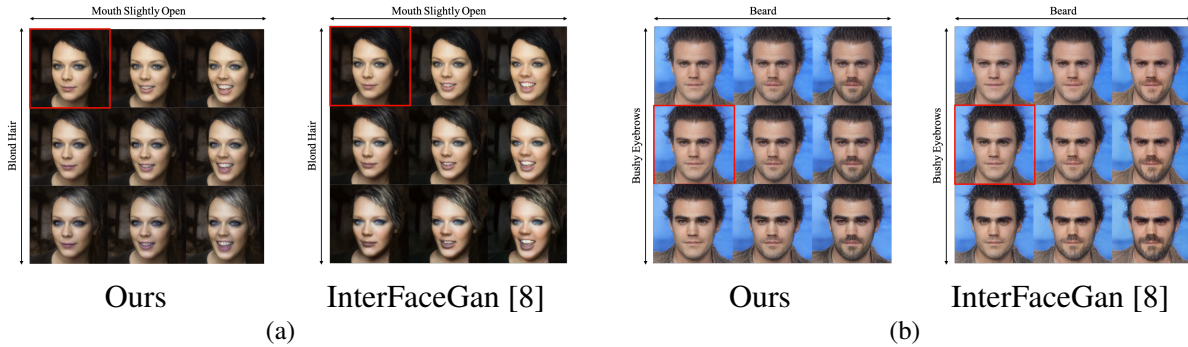 Mouth Slightly Open
Blond Hair
Ours
Mouth Slightly Open
Blond Hair
InterFaceGan [8]
(a)
Beard
Bushy Eyebrows
Ours
Beard
Bushy Eyebrows
InterFaceGan [8]
(b)